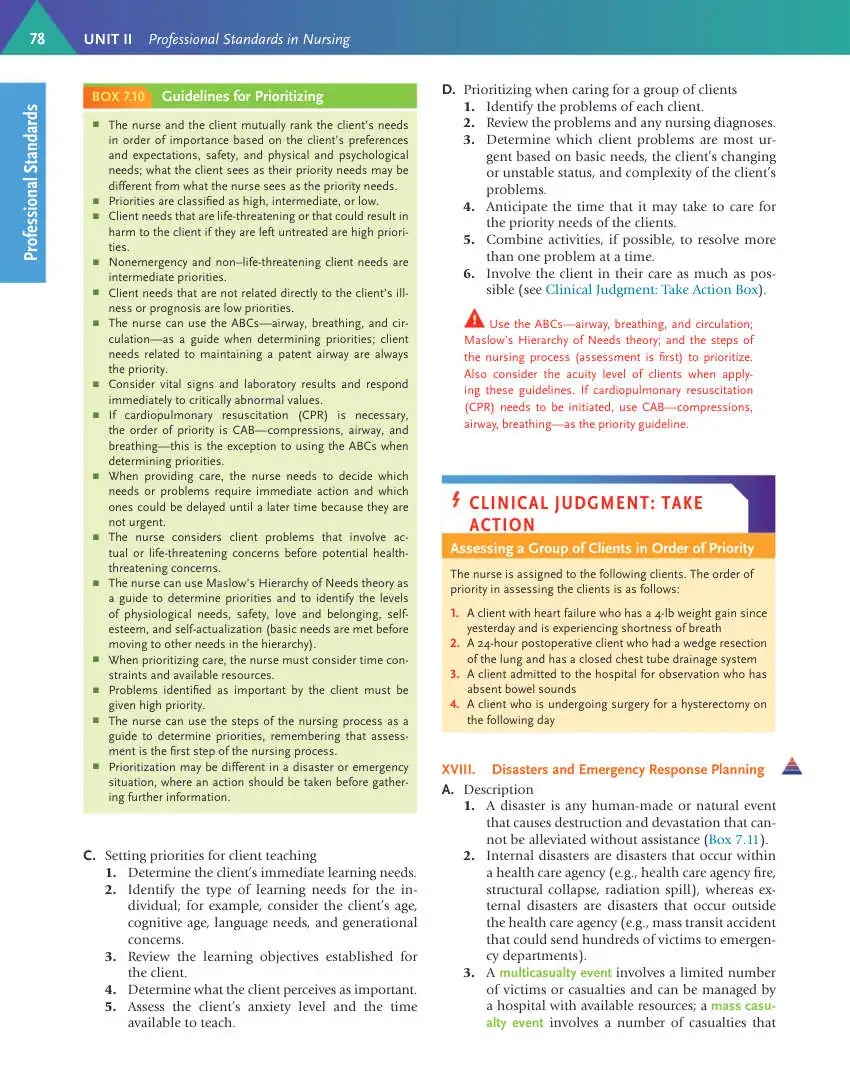 78
UNIT II Professional Standards in Nursing
Professional Standards
BOX 7.10 Guidelines for Prioritizing
■ The nurse and the client mutually rank the client's needs
in order of importance based on the client's preferences
and expectations, safety, and physical and psychological
needs; what the client sees as their priority needs may be
different from what the nurse sees as the priority needs.
■ Priorities are classified as high, intermediate, or low.
■ Client needs that are life-threatening or that could result in
harm to the client if they are left untreated are high priori-
ties.
■ Nonemergency and non–life-threatening client needs are
intermediate priorities.
■ Client needs that are not related directly to the client's ill-
ness or prognosis are low priorities.
■ The nurse can use the ABCs—airway, breathing, and cir-
culation—as a guide when determining priorities; client
needs related to maintaining a patent airway are always
the priority.
■ Consider vital signs and laboratory results and respond
immediately to critically abnormal values.
■ If cardiopulmonary resuscitation (CPR) is necessary,
the order of priority is CAB—compressions, airway, and
breathing—this is the exception to using the ABCs when
determining priorities.
■ When providing care, the nurse needs to decide which
needs or problems require immediate action and which
ones could be delayed until a later time because they are
not urgent.
■ The nurse considers client problems that involve ac-
tual or life-threatening concerns before potential health-
threatening concerns.
■ The nurse can use Maslow's Hierarchy of Needs theory as
a guide to determine priorities and to identify the levels
of physiological needs, safety, love and belonging, self-
esteem, and self-actualization (basic needs are met before
moving to other needs in the hierarchy).
■ When prioritizing care, the nurse must consider time con-
straints and available resources.
■ Problems identified as important by the client must be
given high priority.
■ The nurse can use the steps of the nursing process as a
guide to determine priorities, remembering that assess-
ment is the first step of the nursing process.
■ Prioritization may be different in a disaster or emergency
situation, where an action should be taken before gather-
ing further information.
C. Setting priorities for client teaching
1. Determine the client's immediate learning needs.
2. Identify the type of learning needs for the in-
dividual; for example, consider the client's age,
cognitive age, language needs, and generational
concerns.
3. Review the learning objectives established for
the client.
4. Determine what the client perceives as important.
5. Assess the client's anxiety level and the time
available to teach.
D. Prioritizing when caring for a group of clients
1. Identify the problems of each client.
2. Review the problems and any nursing diagnoses.
3. Determine which client problems are most ur-
gent based on basic needs, the client's changing
or unstable status, and complexity of the client's
problems.
4. Anticipate the time that it may take to care for
the priority needs of the clients.
5. Combine activities, if possible, to resolve more
than one problem at a time.
6. Involve the client in their care as much as pos-
sible (see Clinical Judgment: Take Action Box).
Use the ABCs—airway, breathing, and circulation;
Maslow's Hierarchy of Needs theory; and the steps of
the nursing process (assessment is first) to prioritize.
Also consider the acuity level of clients when apply-
ing these guidelines. If cardiopulmonary resuscitation
(CPR) needs to be initiated, use CAB—compressions,
airway, breathing—as the priority guideline.
CLINICAL JUDGMENT: TAKE
ACTION
Assessing a Group of Clients in Order of Priority
The nurse is assigned to the following clients. The order of
priority in assessing the clients is as follows:
1. A client with heart failure who has a 4-lb weight gain since
yesterday and is experiencing shortness of breath
2. A 24-hour postoperative client who had a wedge resection
of the lung and has a closed chest tube drainage system
3. A client admitted to the hospital for observation who has
absent bowel sounds
4. A client who is undergoing surgery for a hysterectomy on
the following day
XVIII. Disasters and Emergency Response Planning
A. Description
1. A disaster is any human-made or natural event
that causes destruction and devastation that can-
not be alleviated without assistance (Box 7.11).
2. Internal disasters are disasters that occur within
a health care agency (e.g., health care agency fire,
structural collapse, radiation spill), whereas ex-
ternal disasters are disasters that occur outside
the health care agency (e.g., mass transit accident
that could send hundreds of victims to emergen-
cy departments).
3. A multicasualty event involves a limited number
of victims or casualties and can be managed by
a hospital with available resources; a mass casu-
alty event involves a number of casualties that